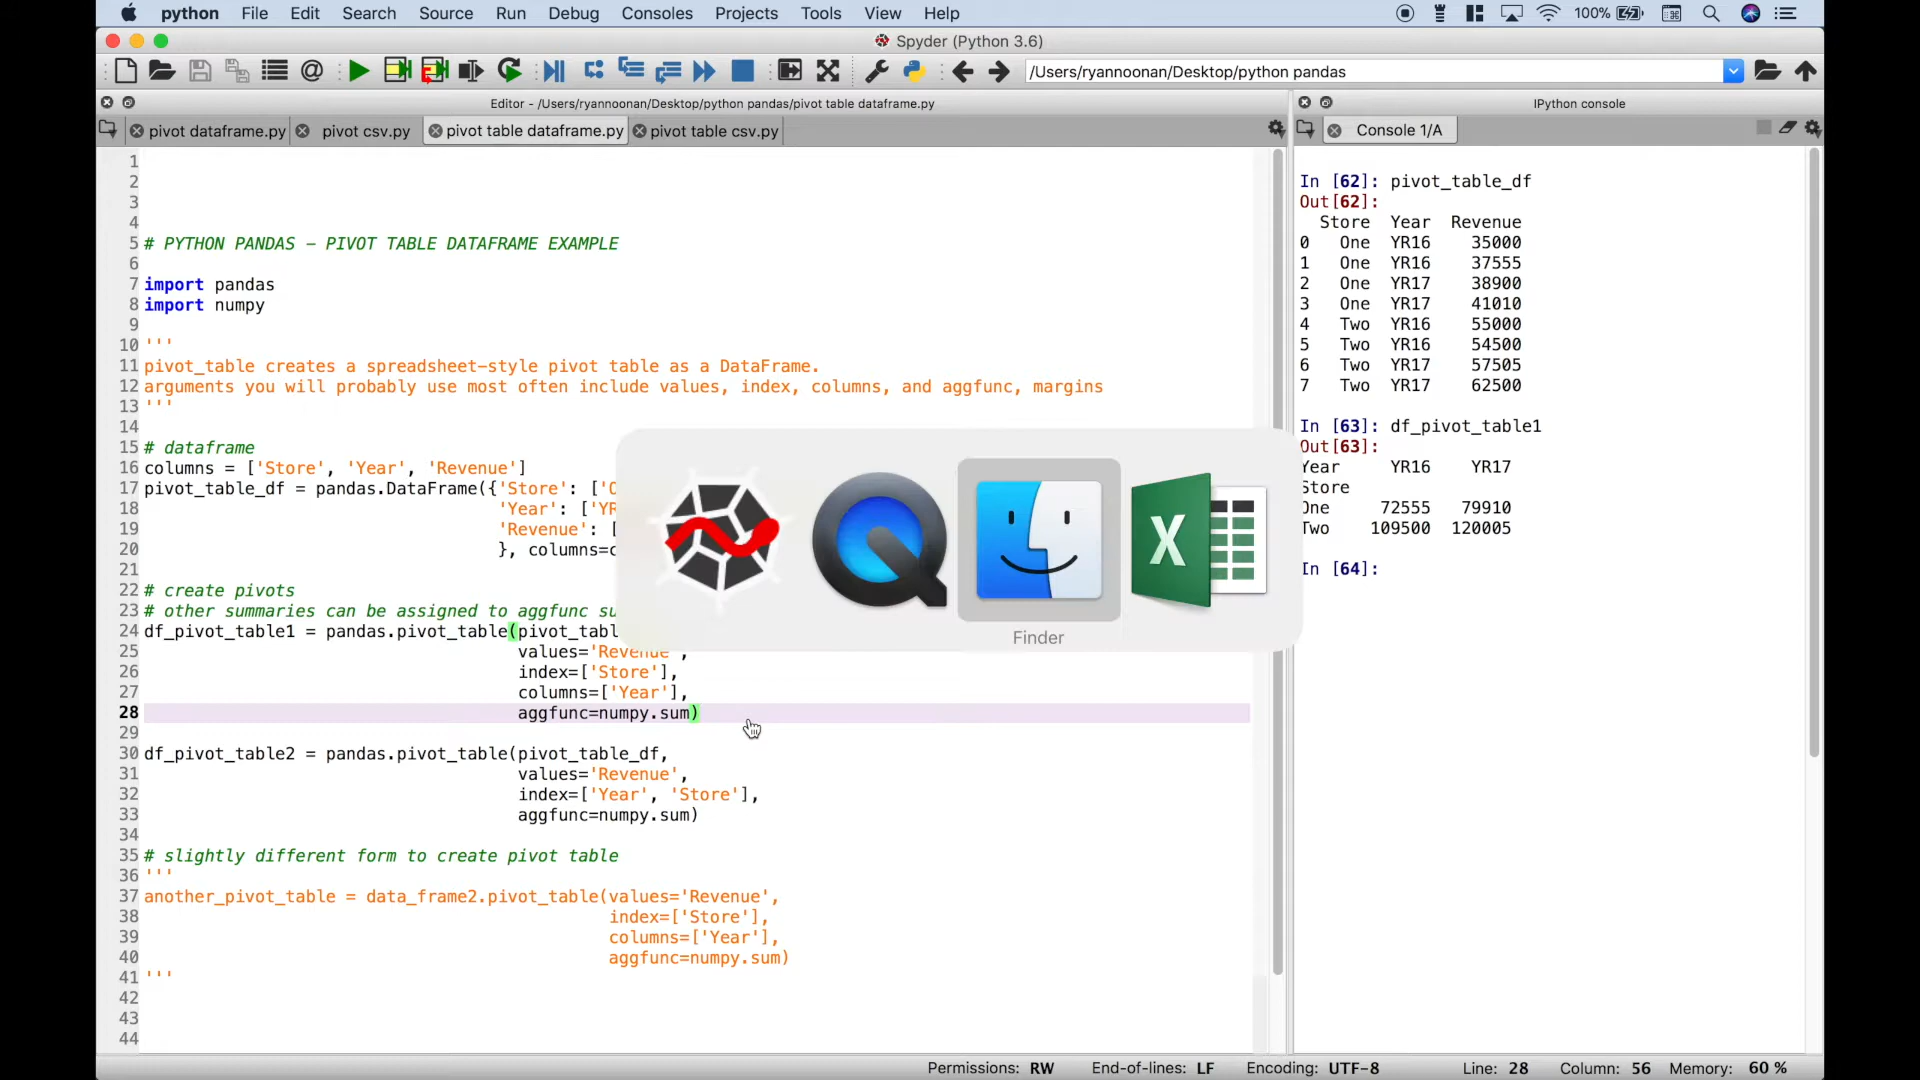 python File Edit Search Source Run Debug Consoles Projects Tools View Help 100%
Spyder (Python 3.6)
/Users/ryannoonan/Desktop/python pandas
Editor - /Users/ryannoonan/Desktop/python pandas/pivot table dataframe.py
IPython console
pivot dataframe.py pivot csv.py pivot table dataframe.py pivot table csv.py
Console 1/A
1
2
3
4
5 # PYTHON PANDAS – PIVOT TABLE DATAFRAME EXAMPLE
6
7 import pandas
8 import numpy
9
10 '''
11 pivot_table creates a spreadsheet-style pivot table as a DataFrame.
12 arguments you will probably use most often include values, index, columns, and aggfunc, margins
13 '''
14
15 # dataframe
16 columns = ['Store', 'Year', 'Revenue']
17 pivot_table_df = pandas.DataFrame({'Store': [
18 'Year': ['YR
19 'Revenue': [
20 }, columns=
21
22 # create pivots
23 # other summaries can be assigned to aggfunc su
24 df_pivot_table1 = pandas.pivot_table(pivot_tabl
25 values='Revenue',
26 index=['Store'],
27 columns=['Year'],
28 aggfunc=numpy.sum)
29
30 df_pivot_table2 = pandas.pivot_table(pivot_table_df,
31 values='Revenue',
32 index=['Year', 'Store'],
33 aggfunc=numpy.sum)
34
35 # slightly different form to create pivot table
36 '''
37 another_pivot_table = data_frame2.pivot_table(values='Revenue',
38 index=['Store'],
39 columns=['Year'],
40 aggfunc=numpy.sum)
41 '''
42
43
44
Finder
In [62]: pivot_table_df
Out[62]:
Store Year Revenue
0 One YR16 35000
1 One YR16 37555
2 One YR17 38900
3 One YR17 41010
4 Two YR16 55000
5 Two YR16 54500
6 Two YR17 57505
7 Two YR17 62500
In [63]: df_pivot_table1
Out[63]:
Year YR16 YR17
Store
One 72555 79910
Two 109500 120005
In [64]:
Permissions: RW End-of-lines: LF Encoding: UTF-8 Line: 28 Column: 56 Memory: 60 %